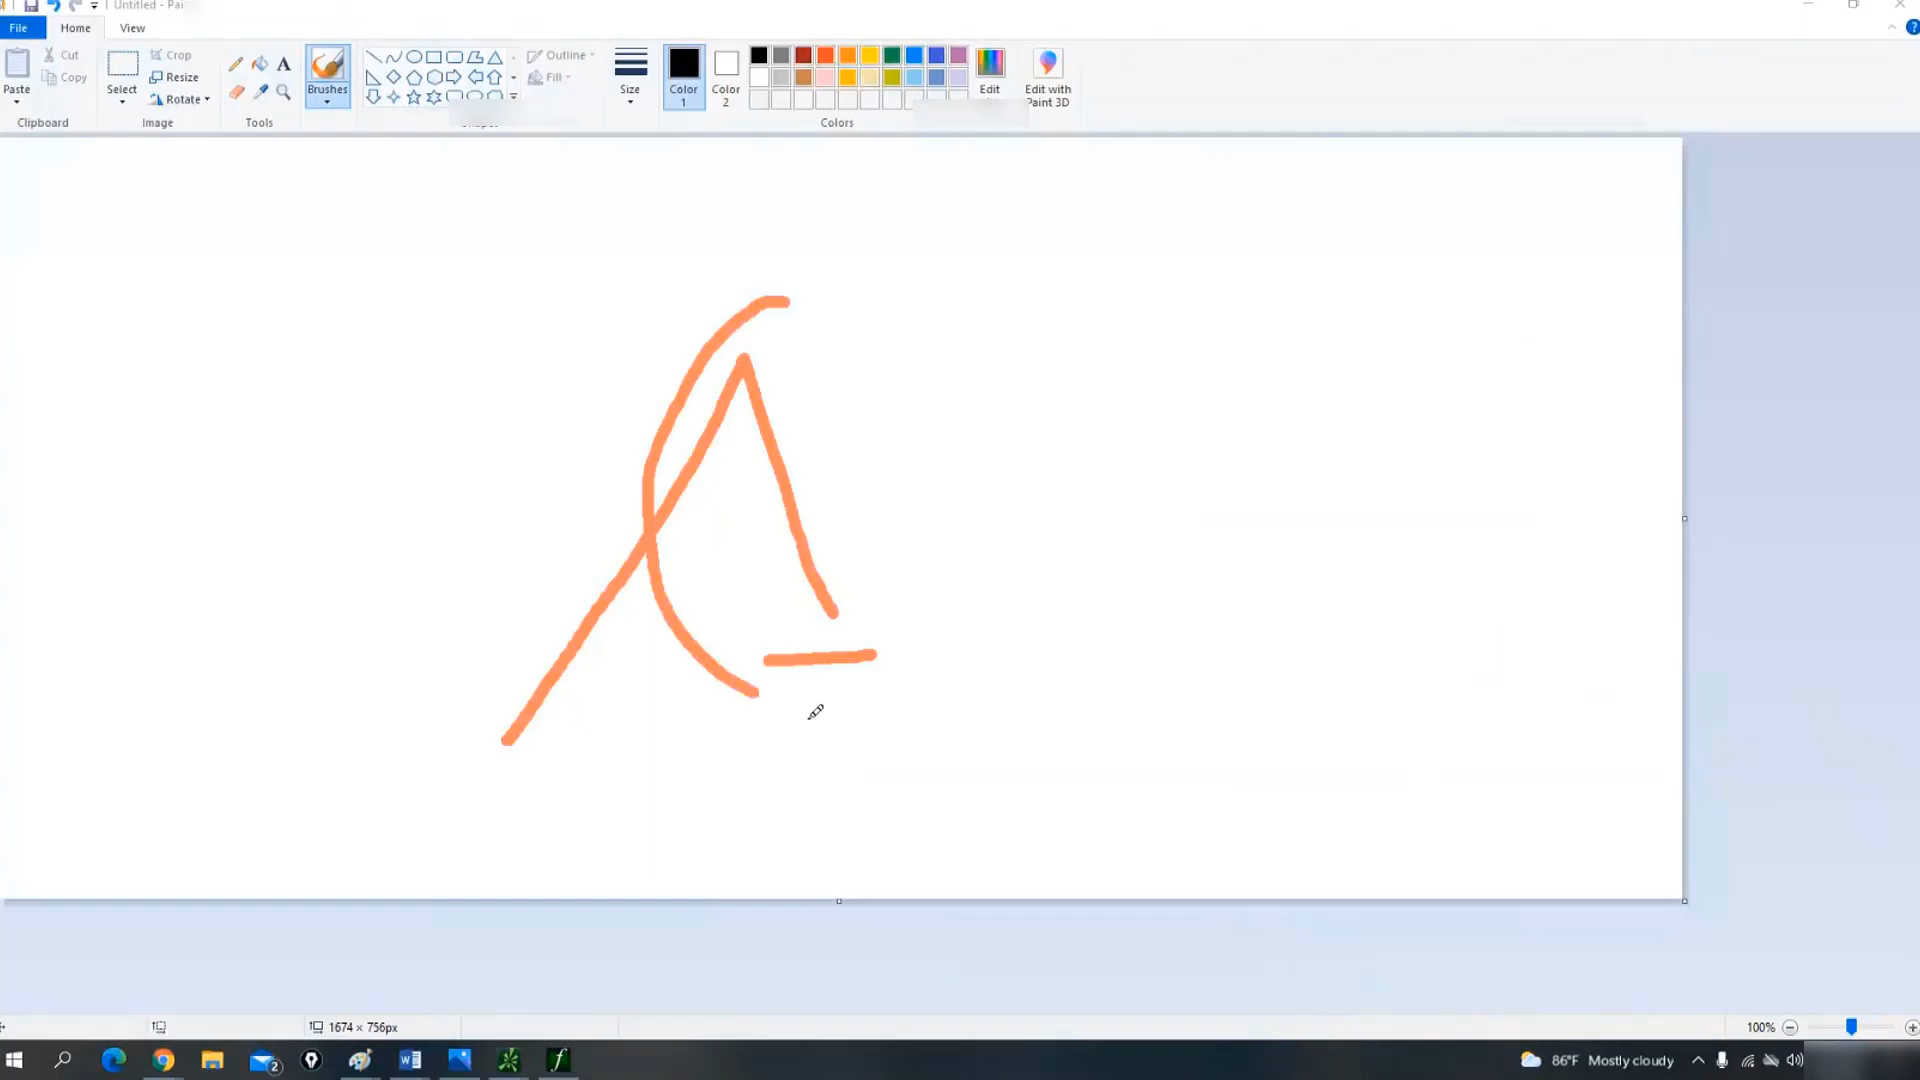 Untitled - Pai
File Home View
Paste Cut Copy Clipboard
Select Crop Resize Rotate Image
A Tools
Brushes
Outline Fill
Size
Color 1
Color 2
Edit
Edit with Paint 3D
Colors
1674 × 756px
100%
2
86°F Mostly cloudy